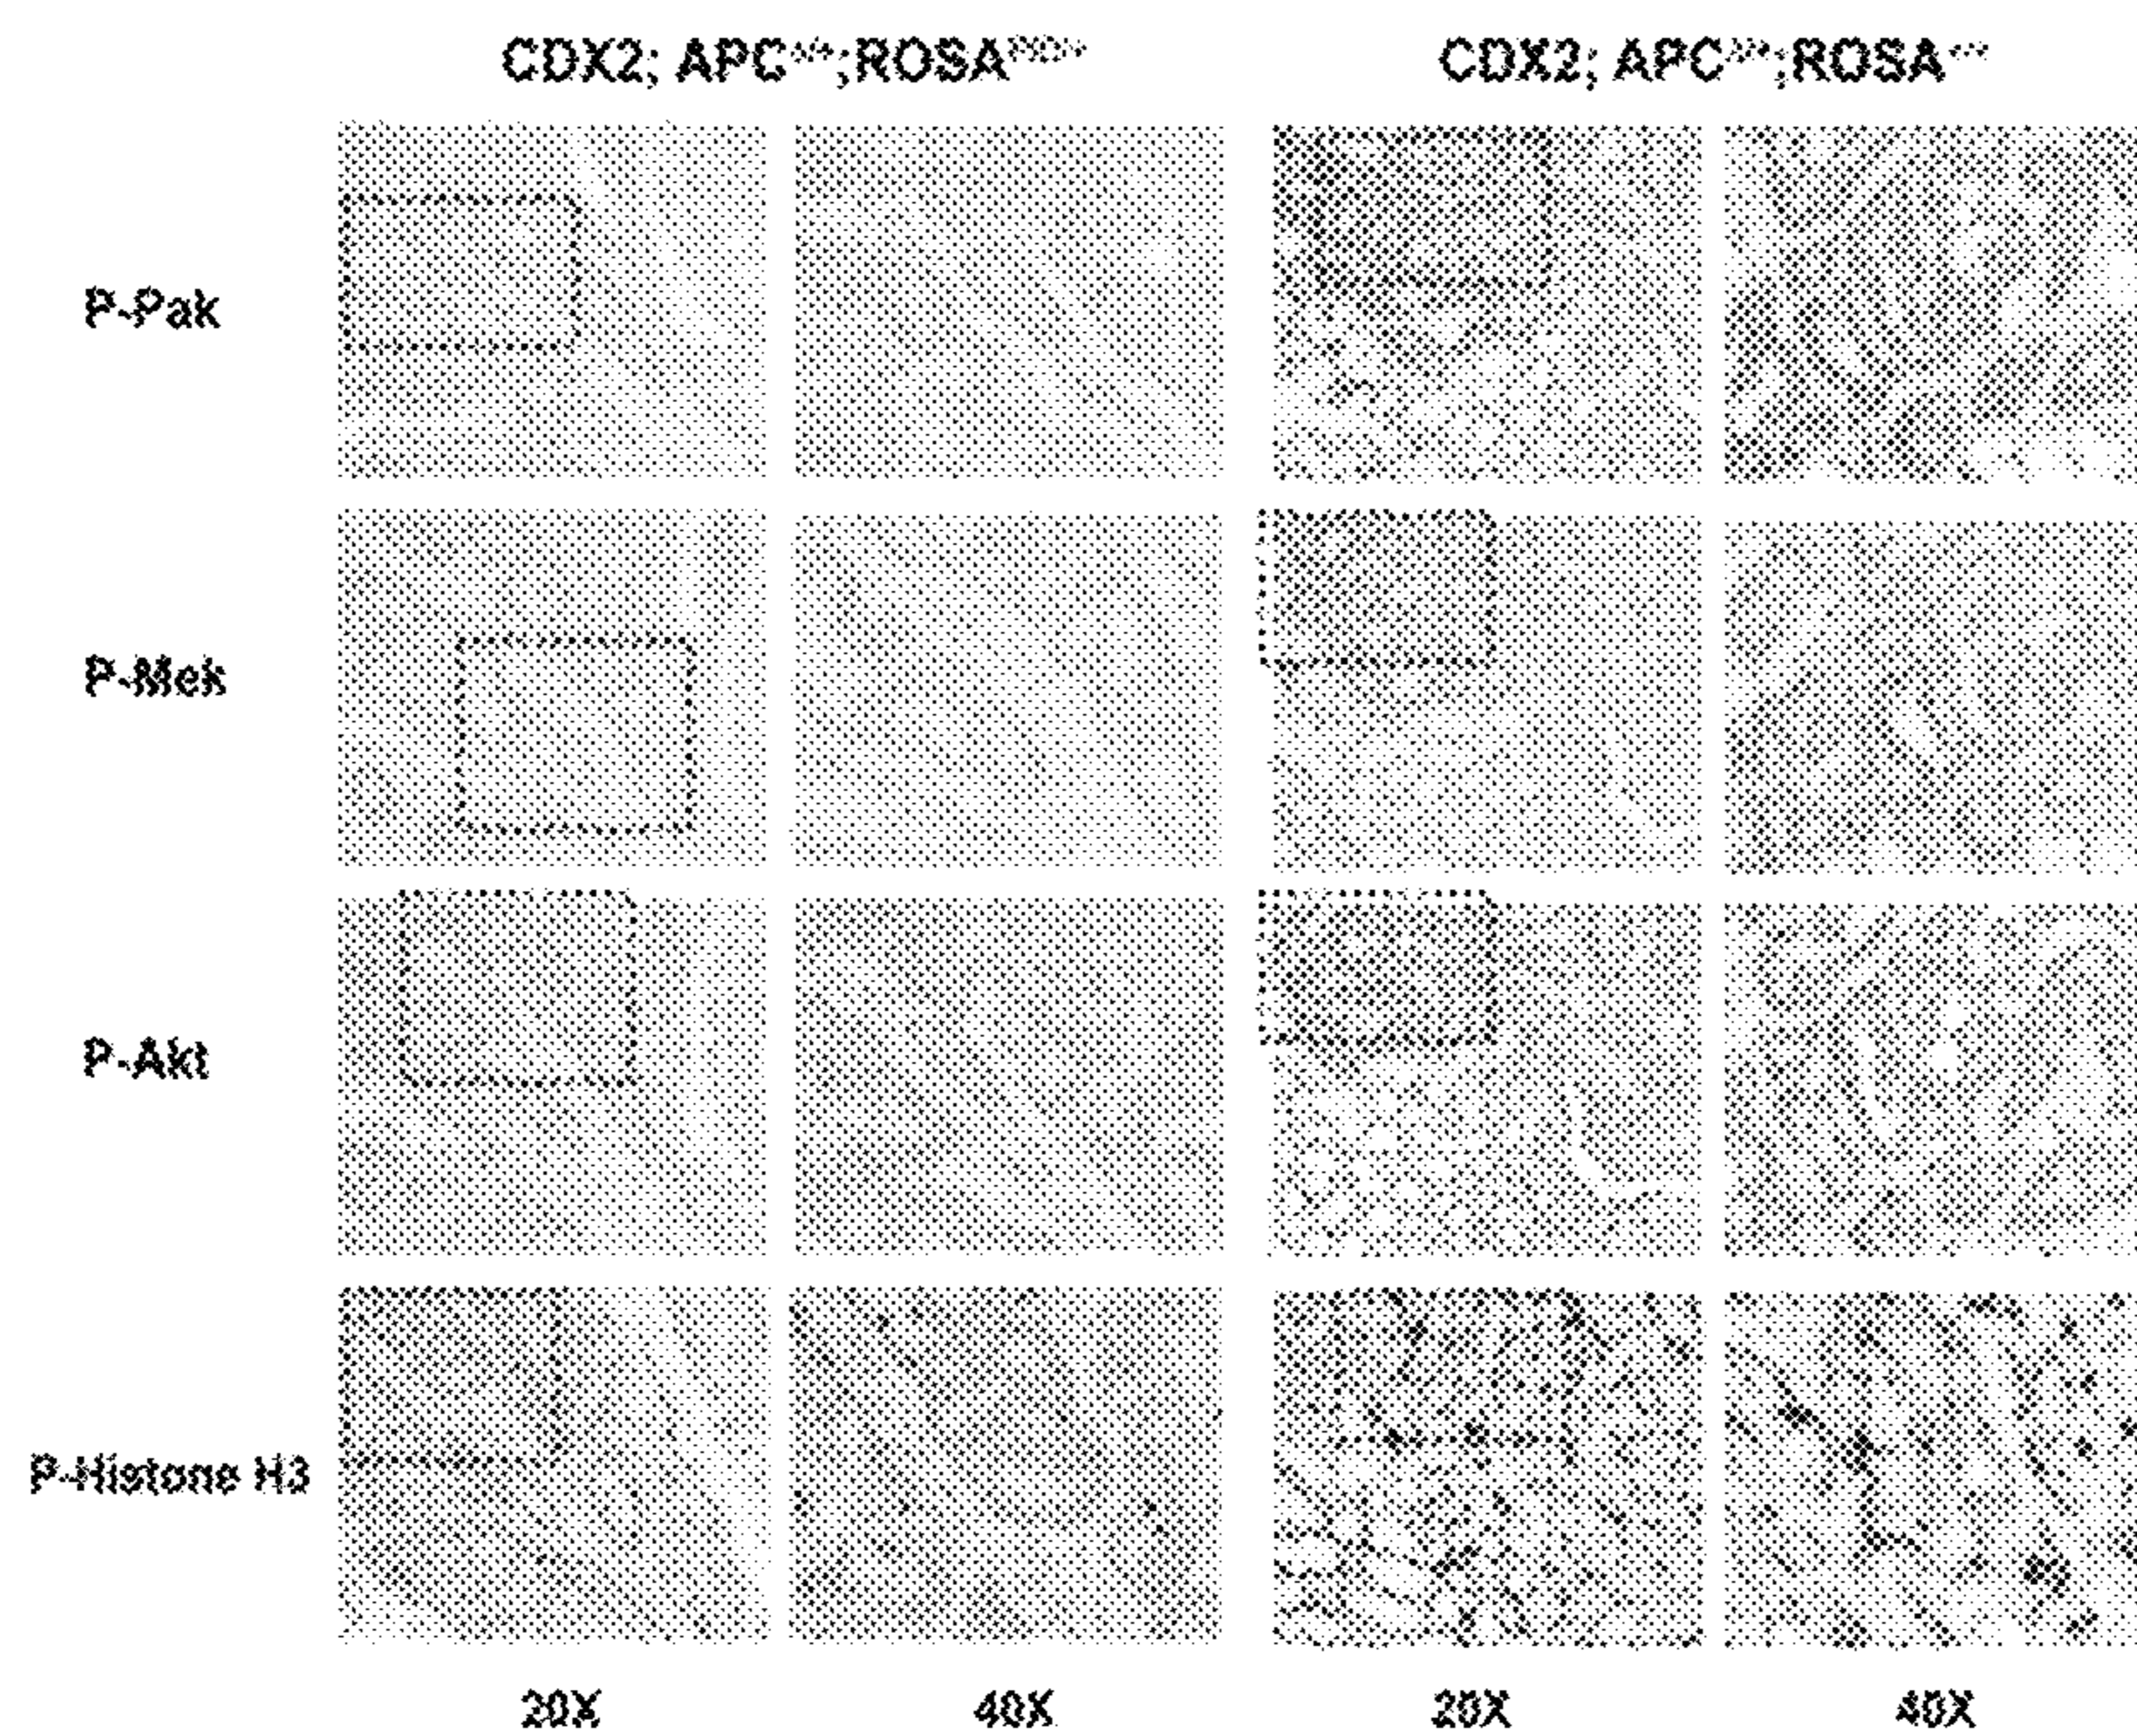 CDX2; APC ;ROSA
CDX2; APC ;ROSA
P-Pak
P-Mek
P-Akt
P-Histone H3
20X 40X 20X 40X